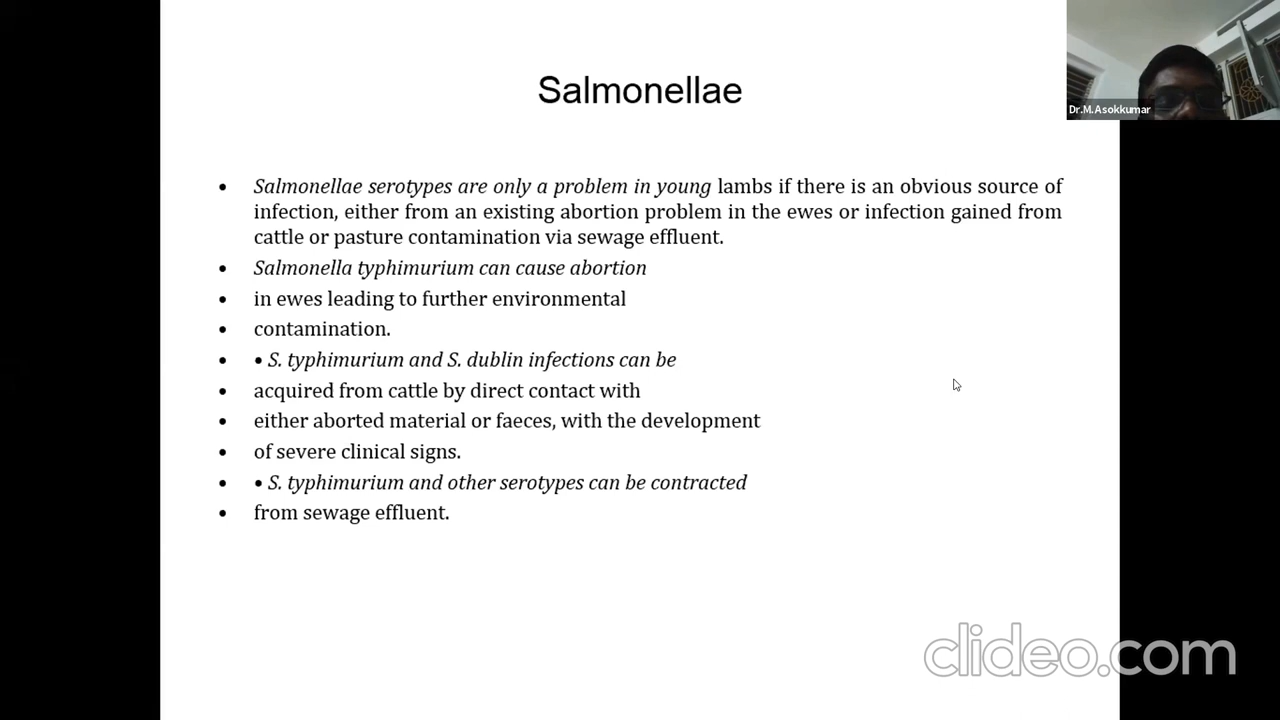 Salmonellae
Dr.M.Asokkumar
• Salmonellae serotypes are only a problem in young lambs if there is an obvious source of
infection, either from an existing abortion problem in the ewes or infection gained from
cattle or pasture contamination via sewage effluent.
• Salmonella typhimurium can cause abortion
• in ewes leading to further environmental
• contamination.
• • S. typhimurium and S. dublin infections can be
• acquired from cattle by direct contact with
• either aborted material or faeces, with the development
• of severe clinical signs.
• • S. typhimurium and other serotypes can be contracted
• from sewage effluent.
clideo.com